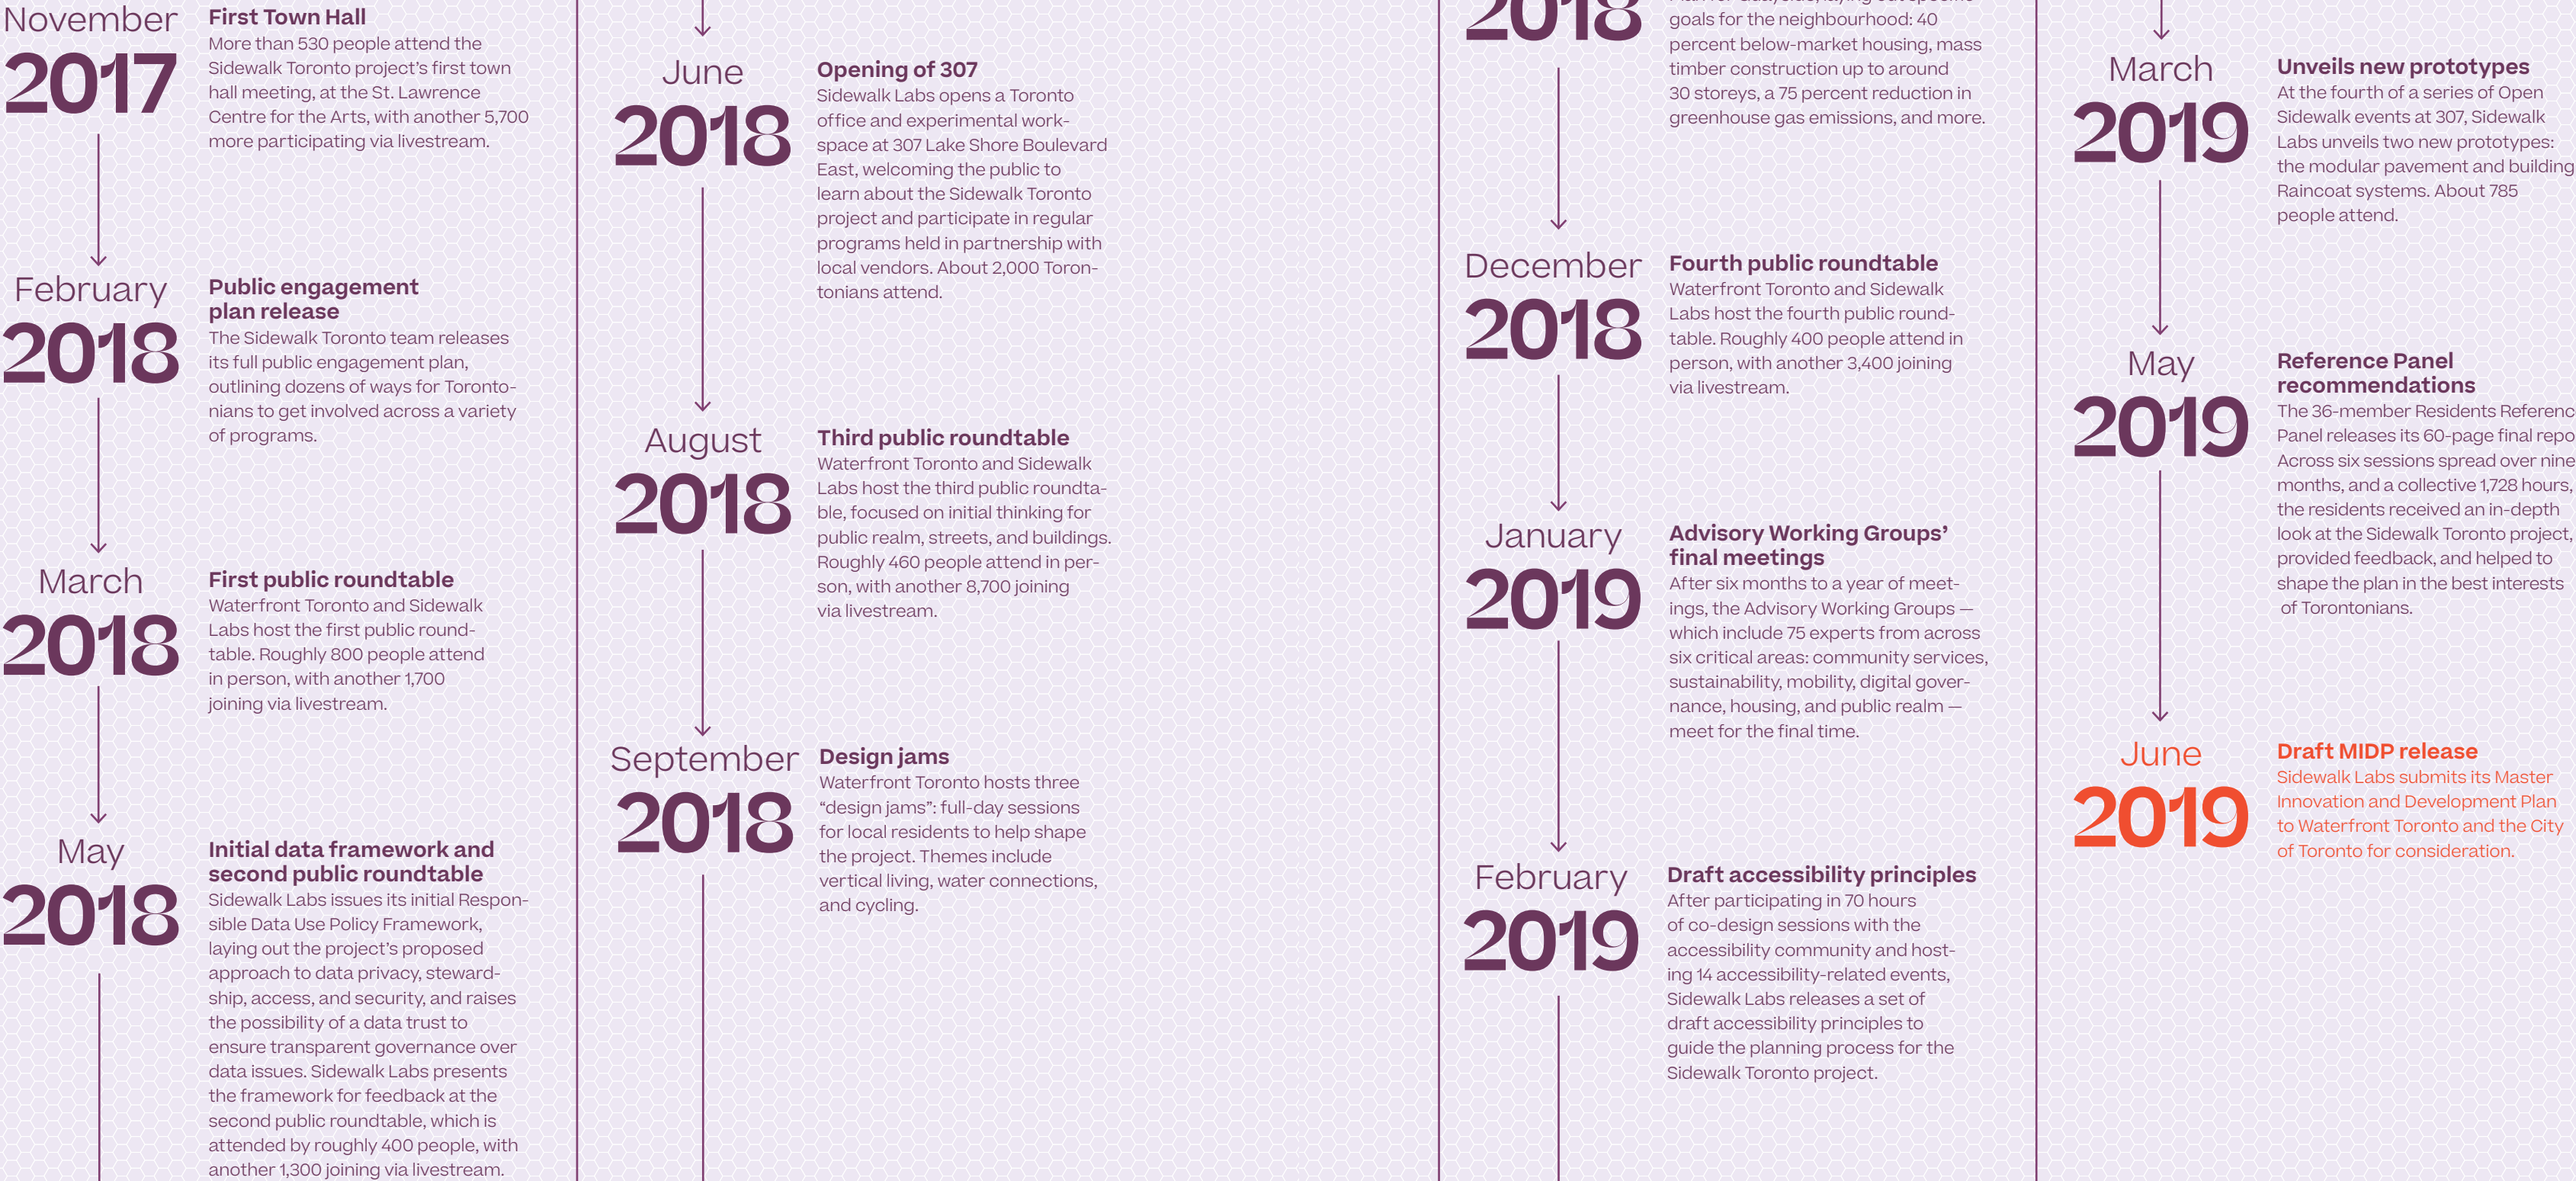 November
2017
First Town Hall
More than 530 people attend the
Sidewalk Toronto project’s first town
hall meeting, at the St. Lawrence
Centre for the Arts, with another 5,700
more participating via livestream.
February
2018
Public engagement
plan release
The Sidewalk Toronto team releases
its full public engagement plan,
outlining dozens of ways for Toronto-
nians to get involved across a variety
of programs.
March
2018
First public roundtable
Waterfront Toronto and Sidewalk
Labs host the first public round-
table. Roughly 800 people attend
in person, with another 1,700
joining via livestream.
May
2018
Initial data framework and
second public roundtable
Sidewalk Labs issues its initial Respon-
sible Data Use Policy Framework,
laying out the project’s proposed
approach to data privacy, steward-
ship, access, and security, and raises
the possibility of a data trust to
ensure transparent governance over
data issues. Sidewalk Labs presents
the framework for feedback at the
second public roundtable, which is
attended by roughly 400 people, with
another 1,300 joining via livestream.
June
2018
Opening of 307
Sidewalk Labs opens a Toronto
office and experimental work-
space at 307 Lake Shore Boulevard
East, welcoming the public to
learn about the Sidewalk Toronto
project and participate in regular
programs held in partnership with
local vendors. About 2,000 Toron-
tonians attend.
August
2018
Third public roundtable
Waterfront Toronto and Sidewalk
Labs host the third public roundta-
ble, focused on initial thinking for
public realm, streets, and buildings.
Roughly 460 people attend in per-
son, with another 8,700 joining
via livestream.
September
2018
Design jams
Waterfront Toronto hosts three
“design jams”: full-day sessions
for local residents to help shape
the project. Themes include
vertical living, water connections,
and cycling.
2018
goals for the neighbourhood: 40
percent below-market housing, mass
timber construction up to around
30 storeys, a 75 percent reduction in
greenhouse gas emissions, and more.
December
2018
Fourth public roundtable
Waterfront Toronto and Sidewalk
Labs host the fourth public round-
table. Roughly 400 people attend in
person, with another 3,400 joining
via livestream.
January
2019
Advisory Working Groups’
final meetings
After six months to a year of meet-
ings, the Advisory Working Groups —
which include 75 experts from across
six critical areas: community services,
sustainability, mobility, digital gover-
nance, housing, and public realm —
meet for the final time.
February
2019
Draft accessibility principles
After participating in 70 hours
of co-design sessions with the
accessibility community and host-
ing 14 accessibility-related events,
Sidewalk Labs releases a set of
draft accessibility principles to
guide the planning process for the
Sidewalk Toronto project.
March
2019
Unveils new prototypes
At the fourth of a series of Open
Sidewalk events at 307, Sidewalk
Labs unveils two new prototypes:
the modular pavement and building
Raincoat systems. About 785
people attend.
May
2019
Reference Panel
recommendations
The 36-member Residents Referenc
Panel releases its 60-page final repo
Across six sessions spread over nine
months, and a collective 1,728 hours,
the residents received an in-depth
look at the Sidewalk Toronto project,
provided feedback, and helped to
shape the plan in the best interests
of Torontonians.
June
2019
Draft MIDP release
Sidewalk Labs submits its Master
Innovation and Development Plan
to Waterfront Toronto and the City
of Toronto for consideration.